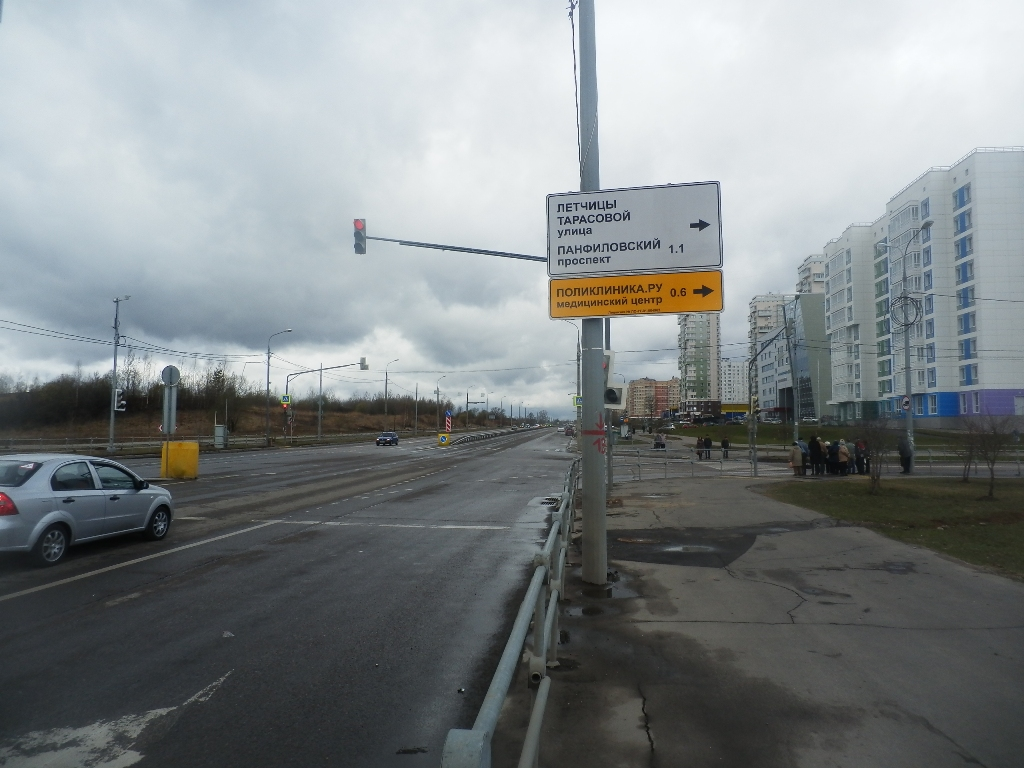 ЛЕТЧИЦЫ
ТАРАСОВОЙ
улица
ПАНФИЛОВСКИЙ 1.1
проспект
ПОЛИКЛИНИКА.РУ 0.6
медицинский центр